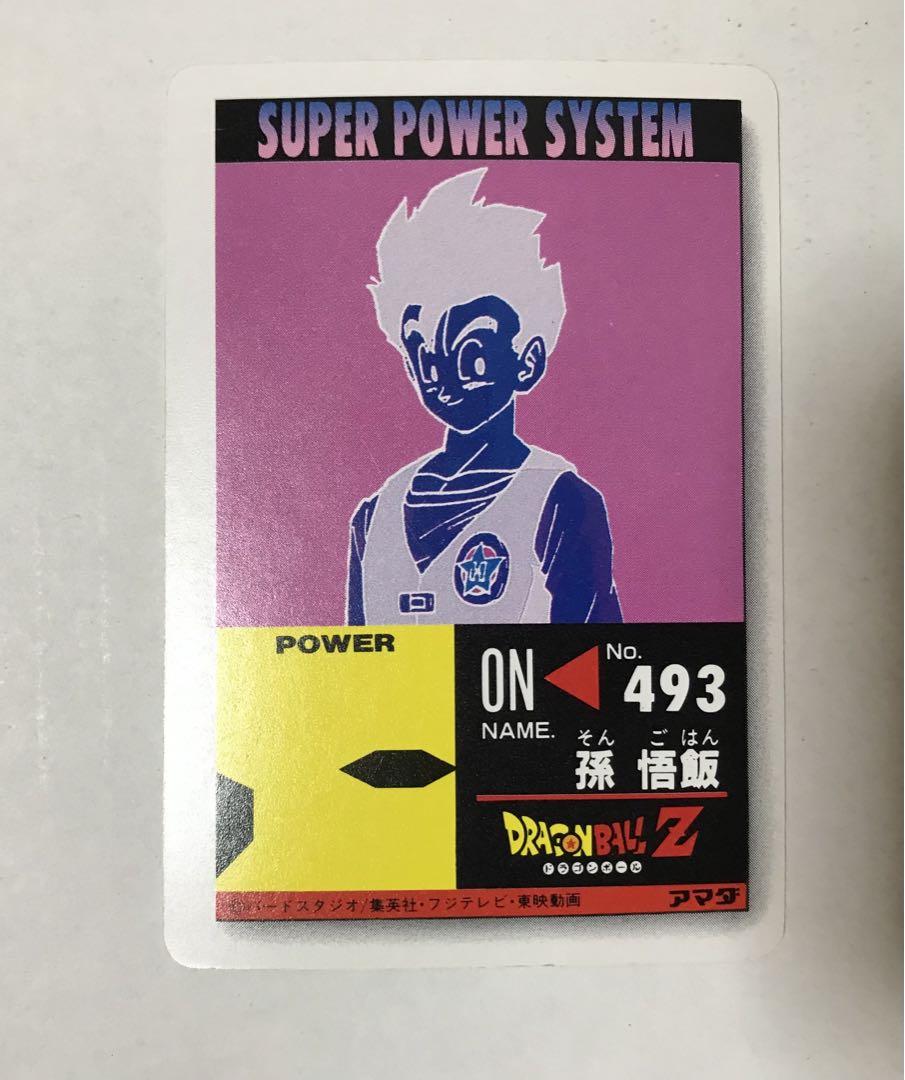 SUPER POWER SYSTEM
H
POWER
ON
No.
493
NAME.
そん ご はん
孫 悟飯
DRAGON BALL Z
ドラゴンボール
©バードスタジオ/集英社・フジテレビ・東映動画
アマダ